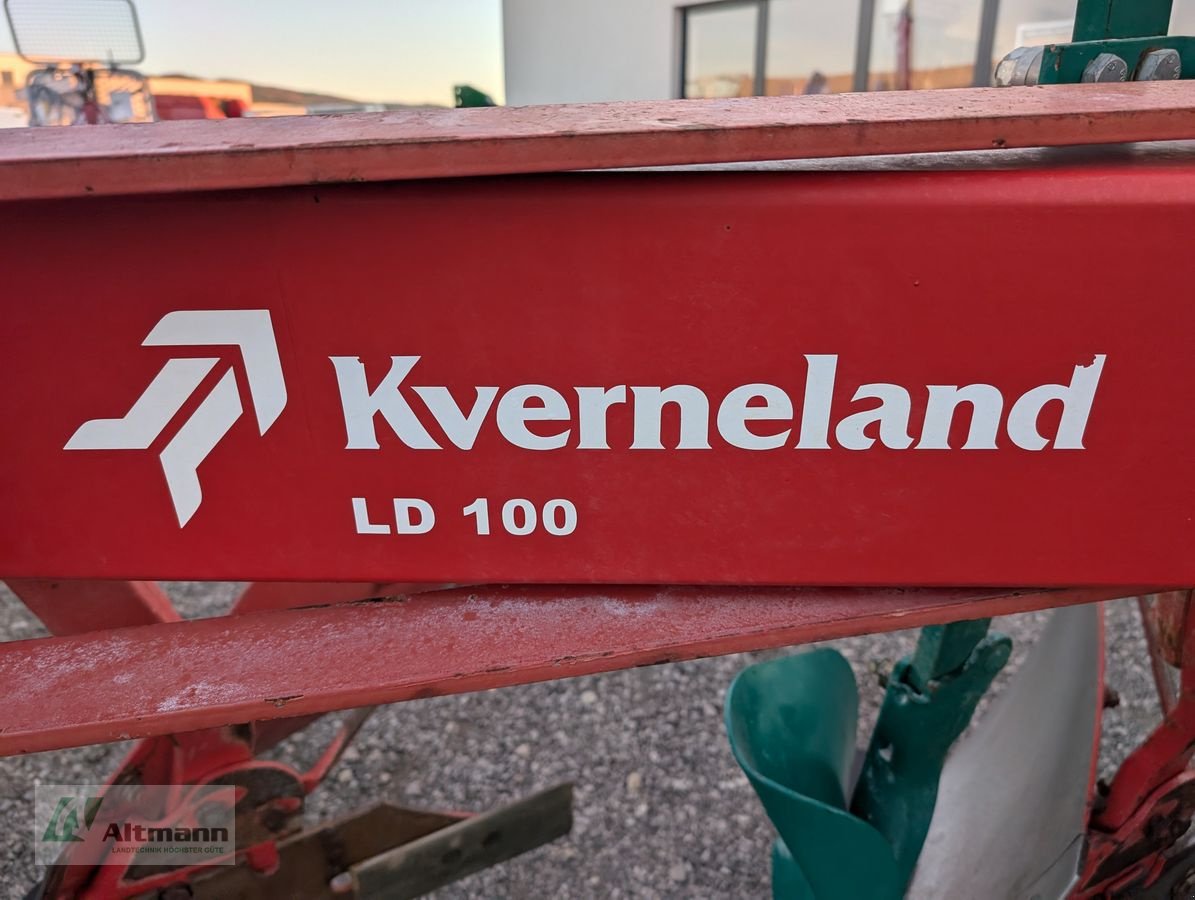 Kverneland
LD 100
Altmann
LANDTECHNIK HÖCHSTER GÜTE